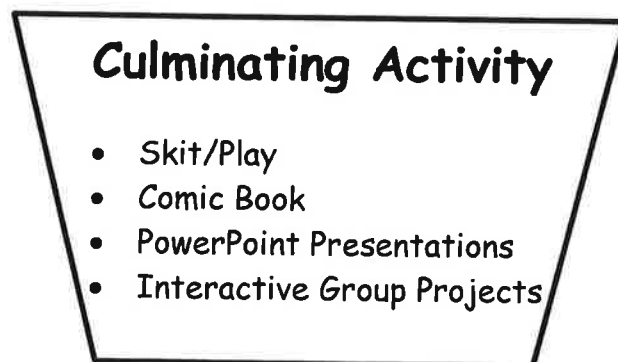 Culminating Activity
• Skit/Play
• Comic Book
• PowerPoint Presentations
• Interactive Group Projects